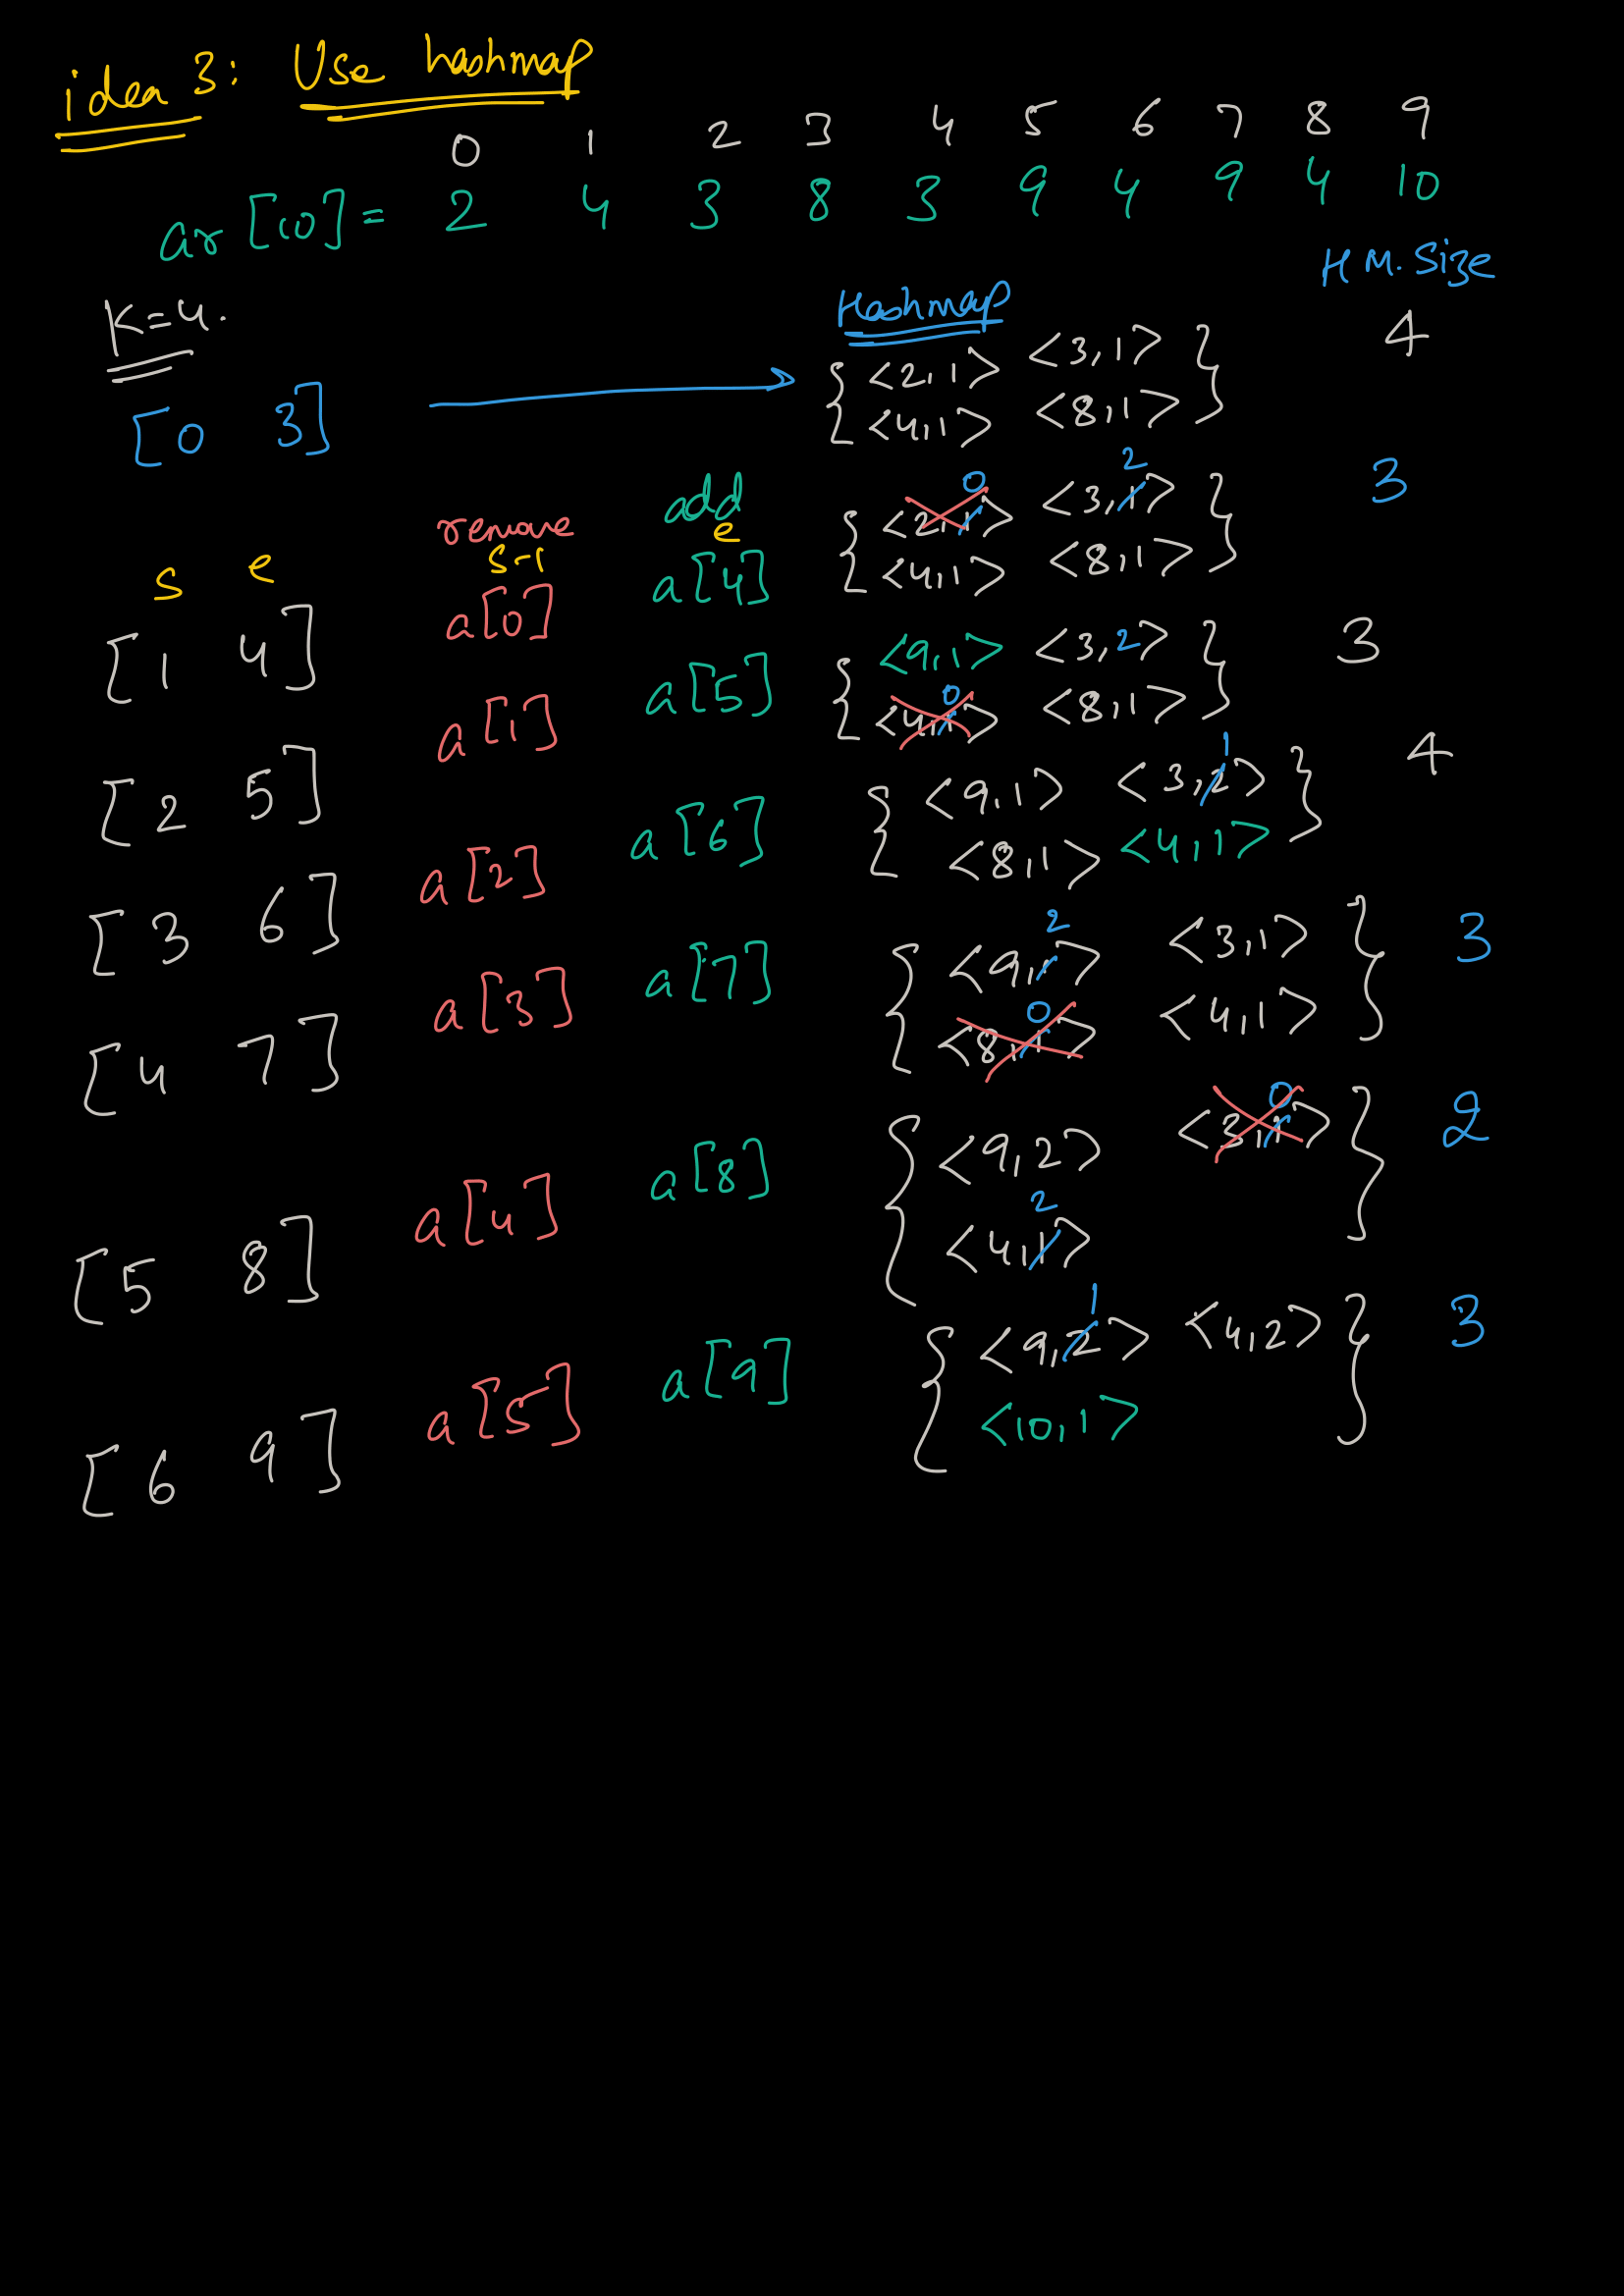 idea 3: Use hashmap
0 1 2 3 4 5 6 7 8 9
ar[10] = 2 4 3 8 3 9 4 9 4 10
K=4.
Hashmap H M. Size
[0 3] { <2,1> <3,1> <4,1> <8,1> } 4
remove add
s e s-1 e
[1 4] a[0] a[4] { <2,1> 0 <3,1> 2 <4,1> <8,1> } 3
[2 5] a[1] a[5] { <9,1> <3,2> <4,1> 0 <8,1> } 3
[3 6] a[2] a[6] { <9,1> <3,2> 1 <8,1> <4,1> } 4
[4 7] a[3] a[7] { <9,1> 2 <3,1> <8,1> 0 <4,1> } 3
[5 8] a[4] a[8] { <9,2> <3,1> 0 <4,1> 2 } 2
[6 9] a[5] a[9] { <9,2> 1 <4,2> <10,1> } 3